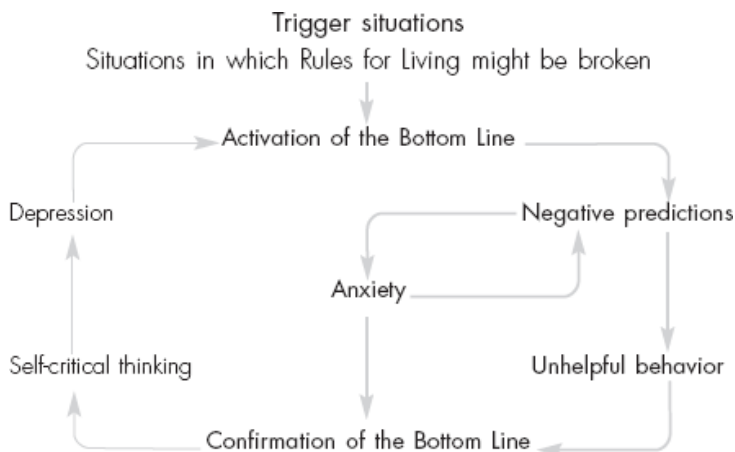 Trigger situations
Situations in which Rules for Living might be broken
Activation of the Bottom Line
Depression
Negative predictions
Anxiety
Self-critical thinking
Unhelpful behavior
Confirmation of the Bottom Line